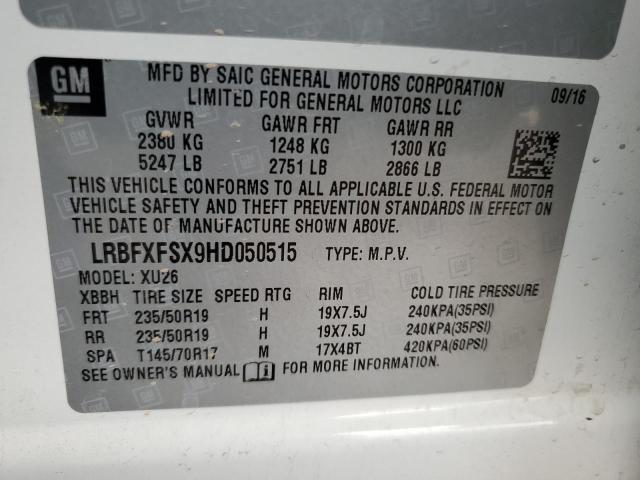 GM
MFD BY SAIC GENERAL MOTORS CORPORATION
LIMITED FOR GENERAL MOTORS LLC
09/16
GVWR GAWR FRT GAWR RR
2380 KG 1248 KG 1300 KG
5247 LB 2751 LB 2866 LB
THIS VEHICLE CONFORMS TO ALL APPLICABLE U.S. FEDERAL MOTOR
VEHICLE SAFETY AND THEFT PREVENTION STANDARDS IN EFFECT ON
THE DATE OF MANUFACTURE SHOWN ABOVE.
LRBFXFSX9HD050515 TYPE: M.P.V.
MODEL: XU26
XBBH TIRE SIZE SPEED RTG RIM COLD TIRE PRESSURE
FRT 235/50R19 H 19X7.5J 240KPA(35PSI)
RR 235/50R19 H 19X7.5J 240KPA(35PSI)
SPA T145/70R17 M 17X4BT 420KPA(60PSI)
SEE OWNER'S MANUAL FOR MORE INFORMATION.